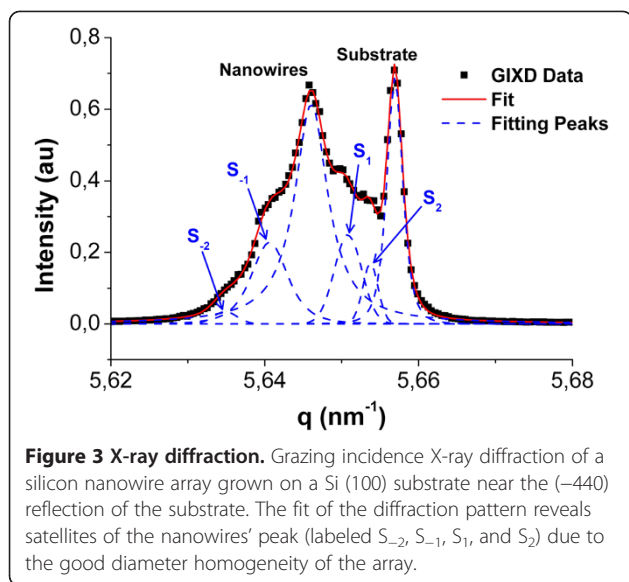 0,8
Nanowires
Substrate
GIXD Data
Fit
Fitting Peaks
0,6
S-1
S1
0,4
S2
S-2
0,2
0,0
Intensity (au)
5,62 5,64 5,66 5,68
q (nm⁻¹)
Figure 3 X-ray diffraction. Grazing incidence X-ray diffraction of a
silicon nanowire array grown on a Si (100) substrate near the (−440)
reflection of the substrate. The fit of the diffraction pattern reveals
satellites of the nanowires' peak (labeled S₋₂, S₋₁, S₁, and S₂) due to
the good diameter homogeneity of the array.